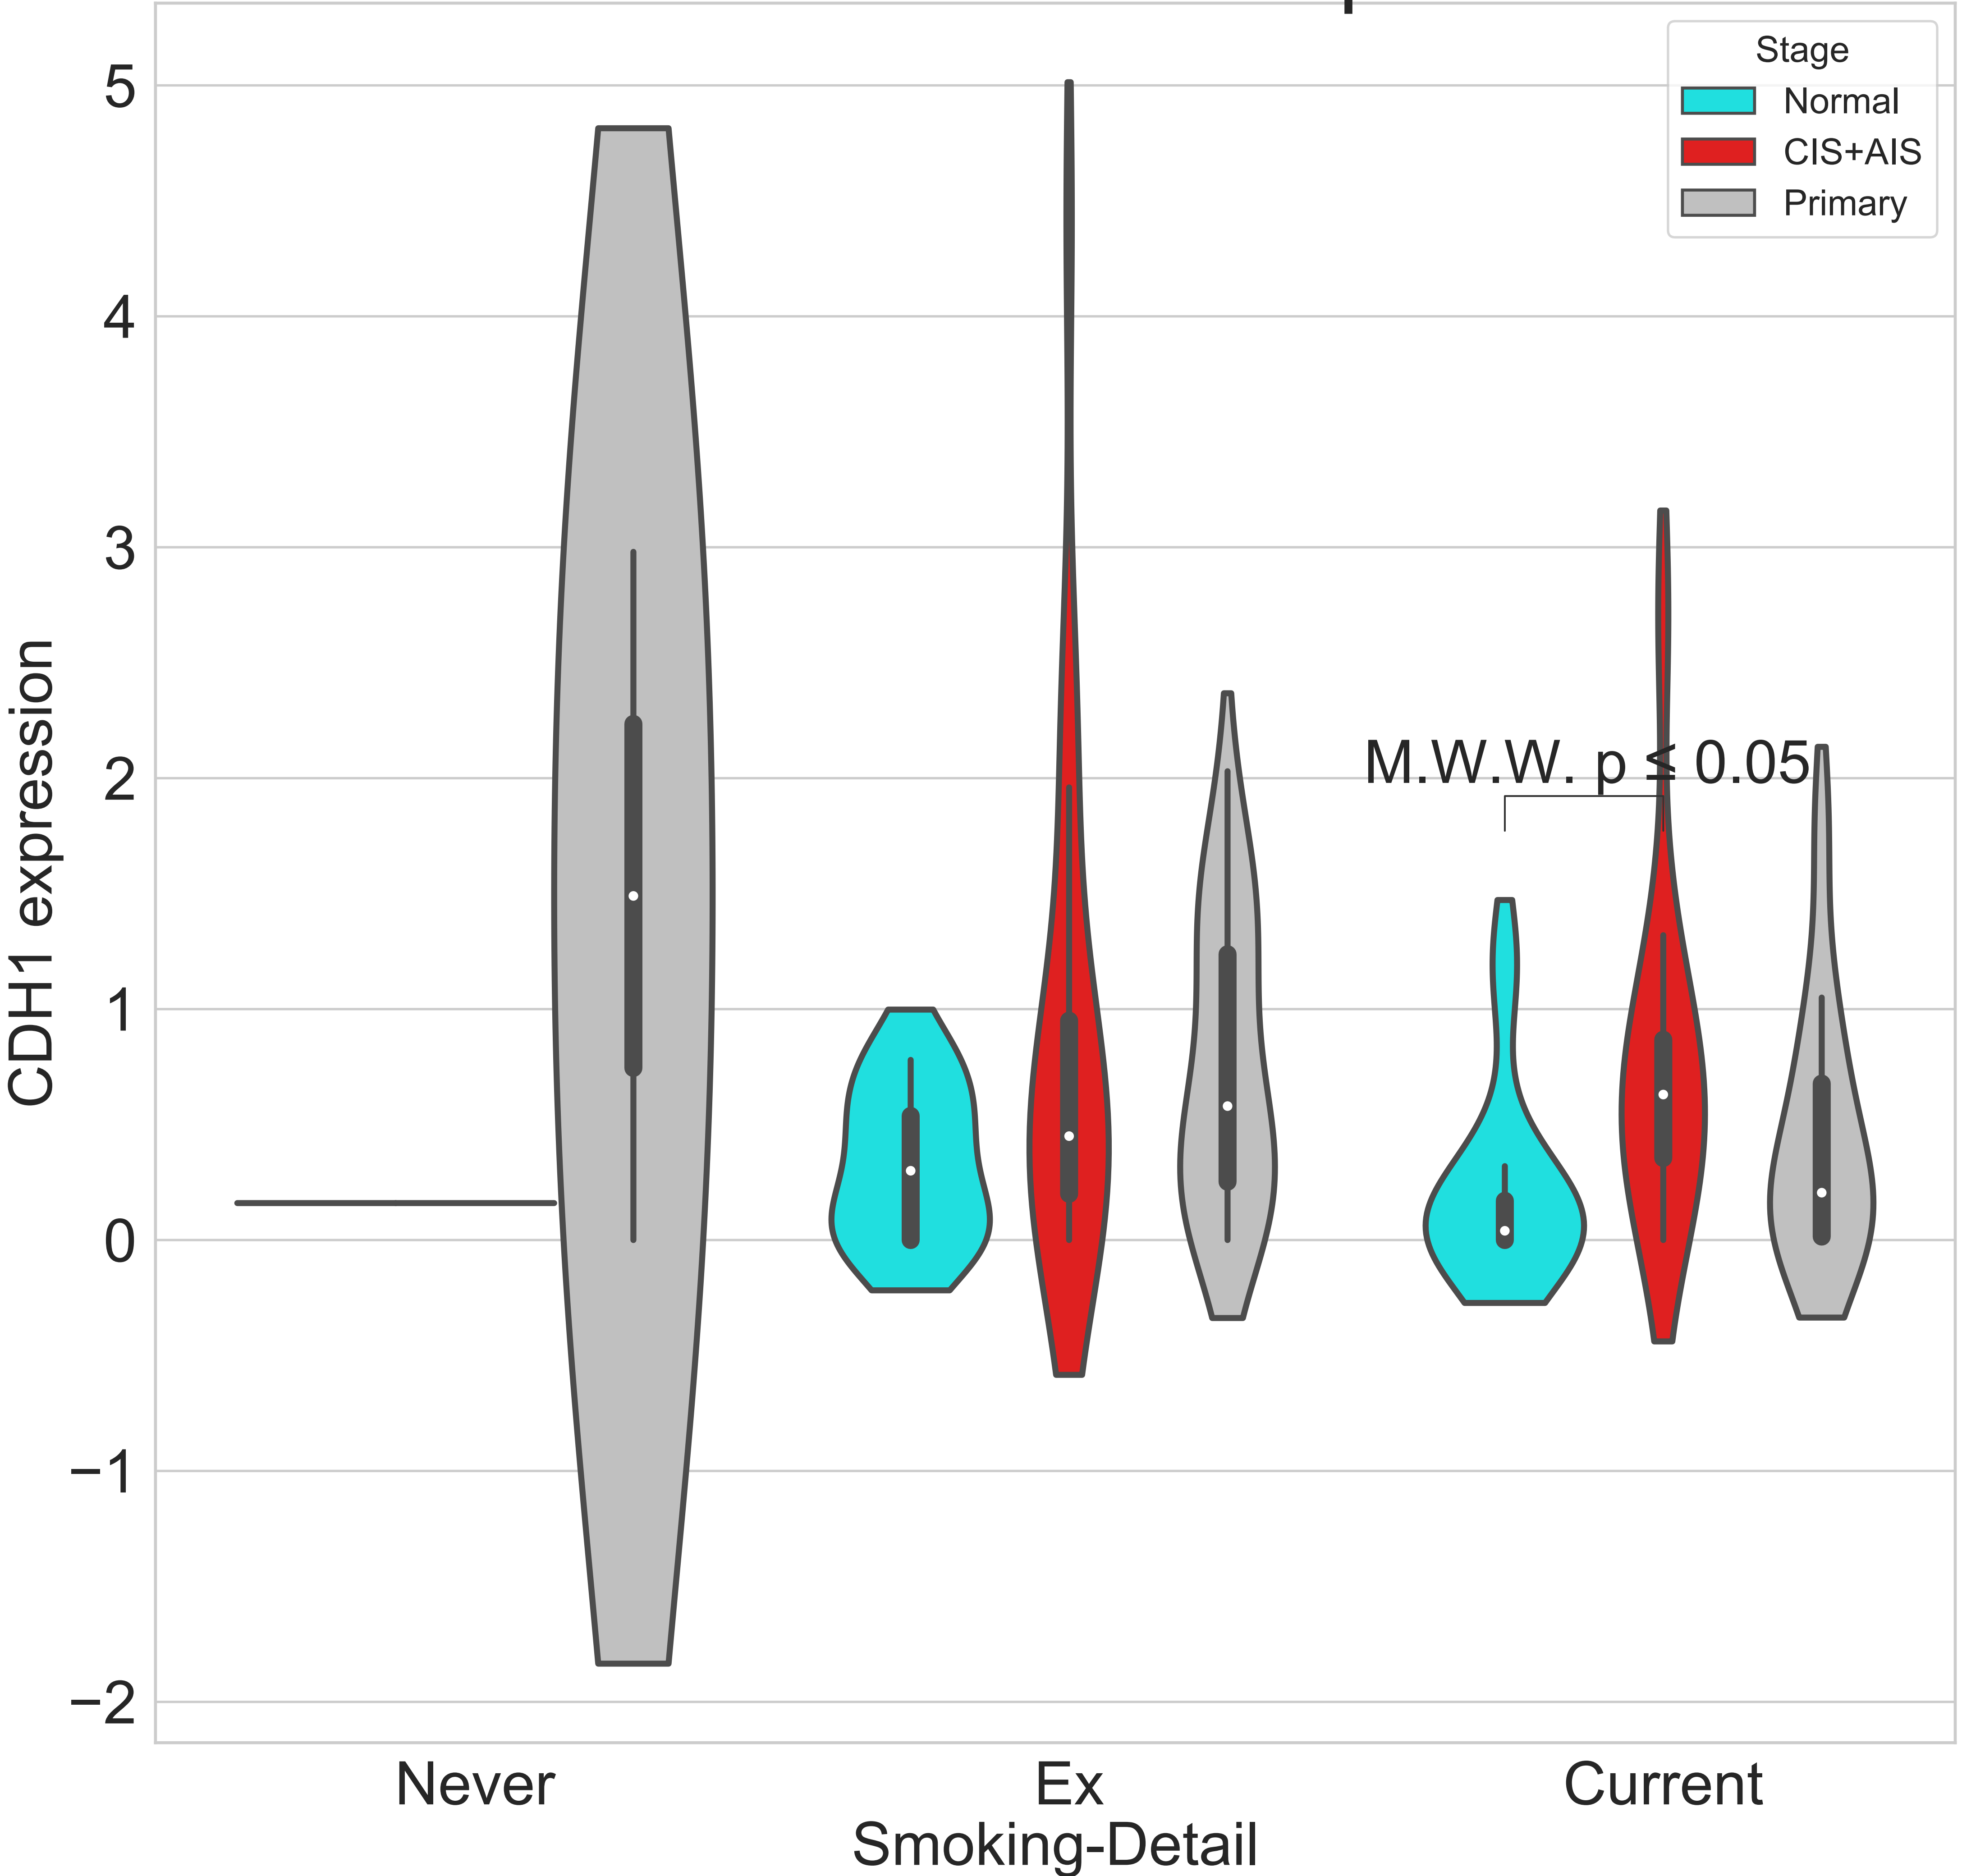 Stage
Normal
CIS+AIS
Primary
5
4
3
2
1
0
−1
−2
CDH1 expression
M.W.W. p ≤ 0.05
Never
Ex
Current
Smoking-Detail